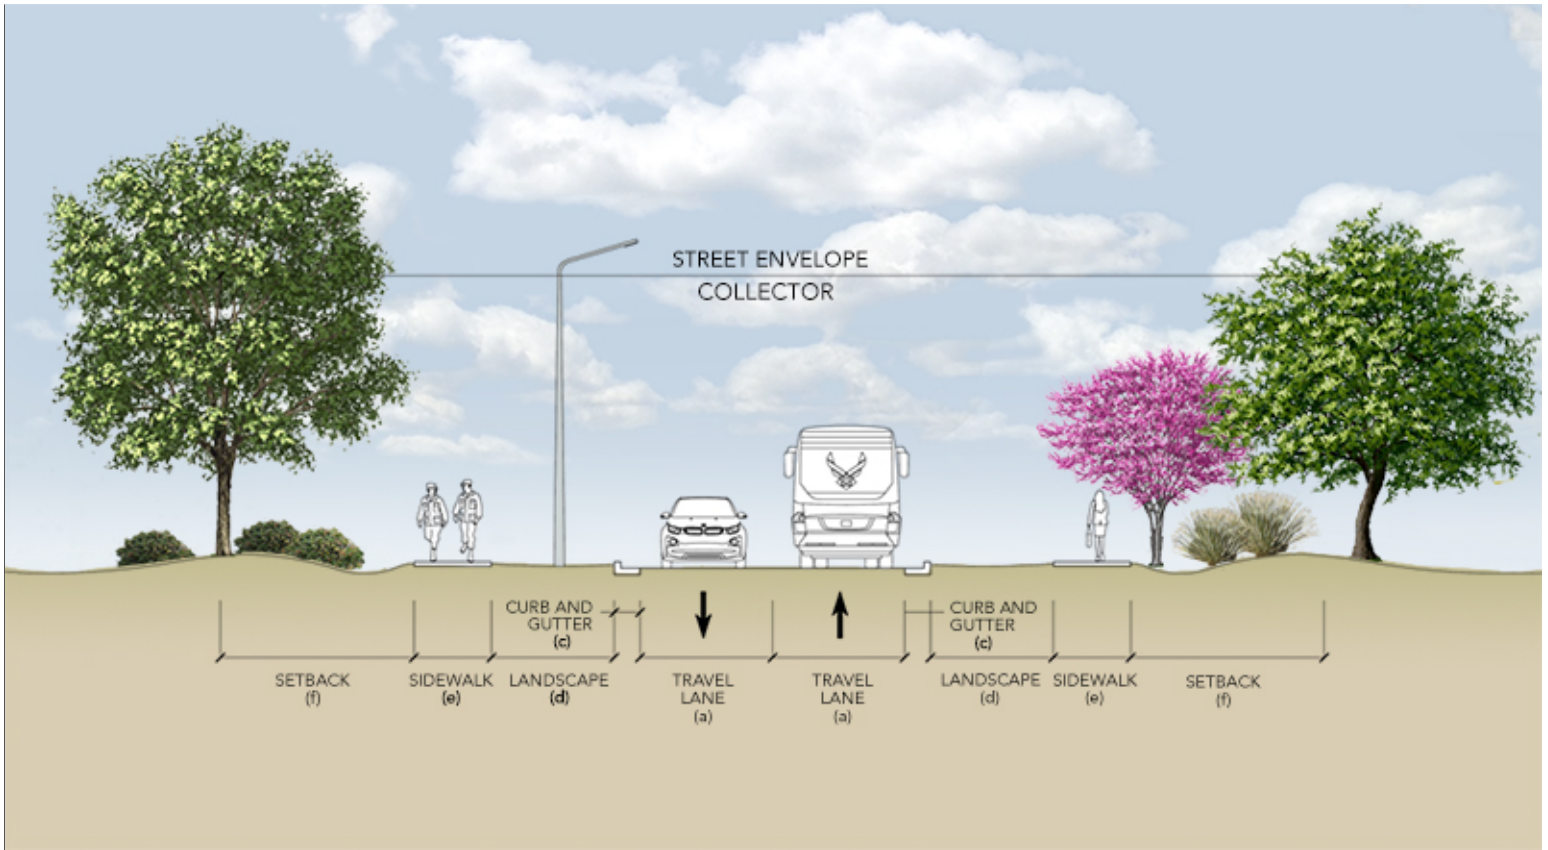 STREET ENVELOPE
COLLECTOR
CURB AND
GUTTER
(c)
CURB AND
GUTTER
(c)
SETBACK
(f)
SIDEWALK
(e)
LANDSCAPE
(d)
TRAVEL
LANE
(a)
TRAVEL
LANE
(a)
LANDSCAPE
(d)
SIDEWALK
(e)
SETBACK
(f)